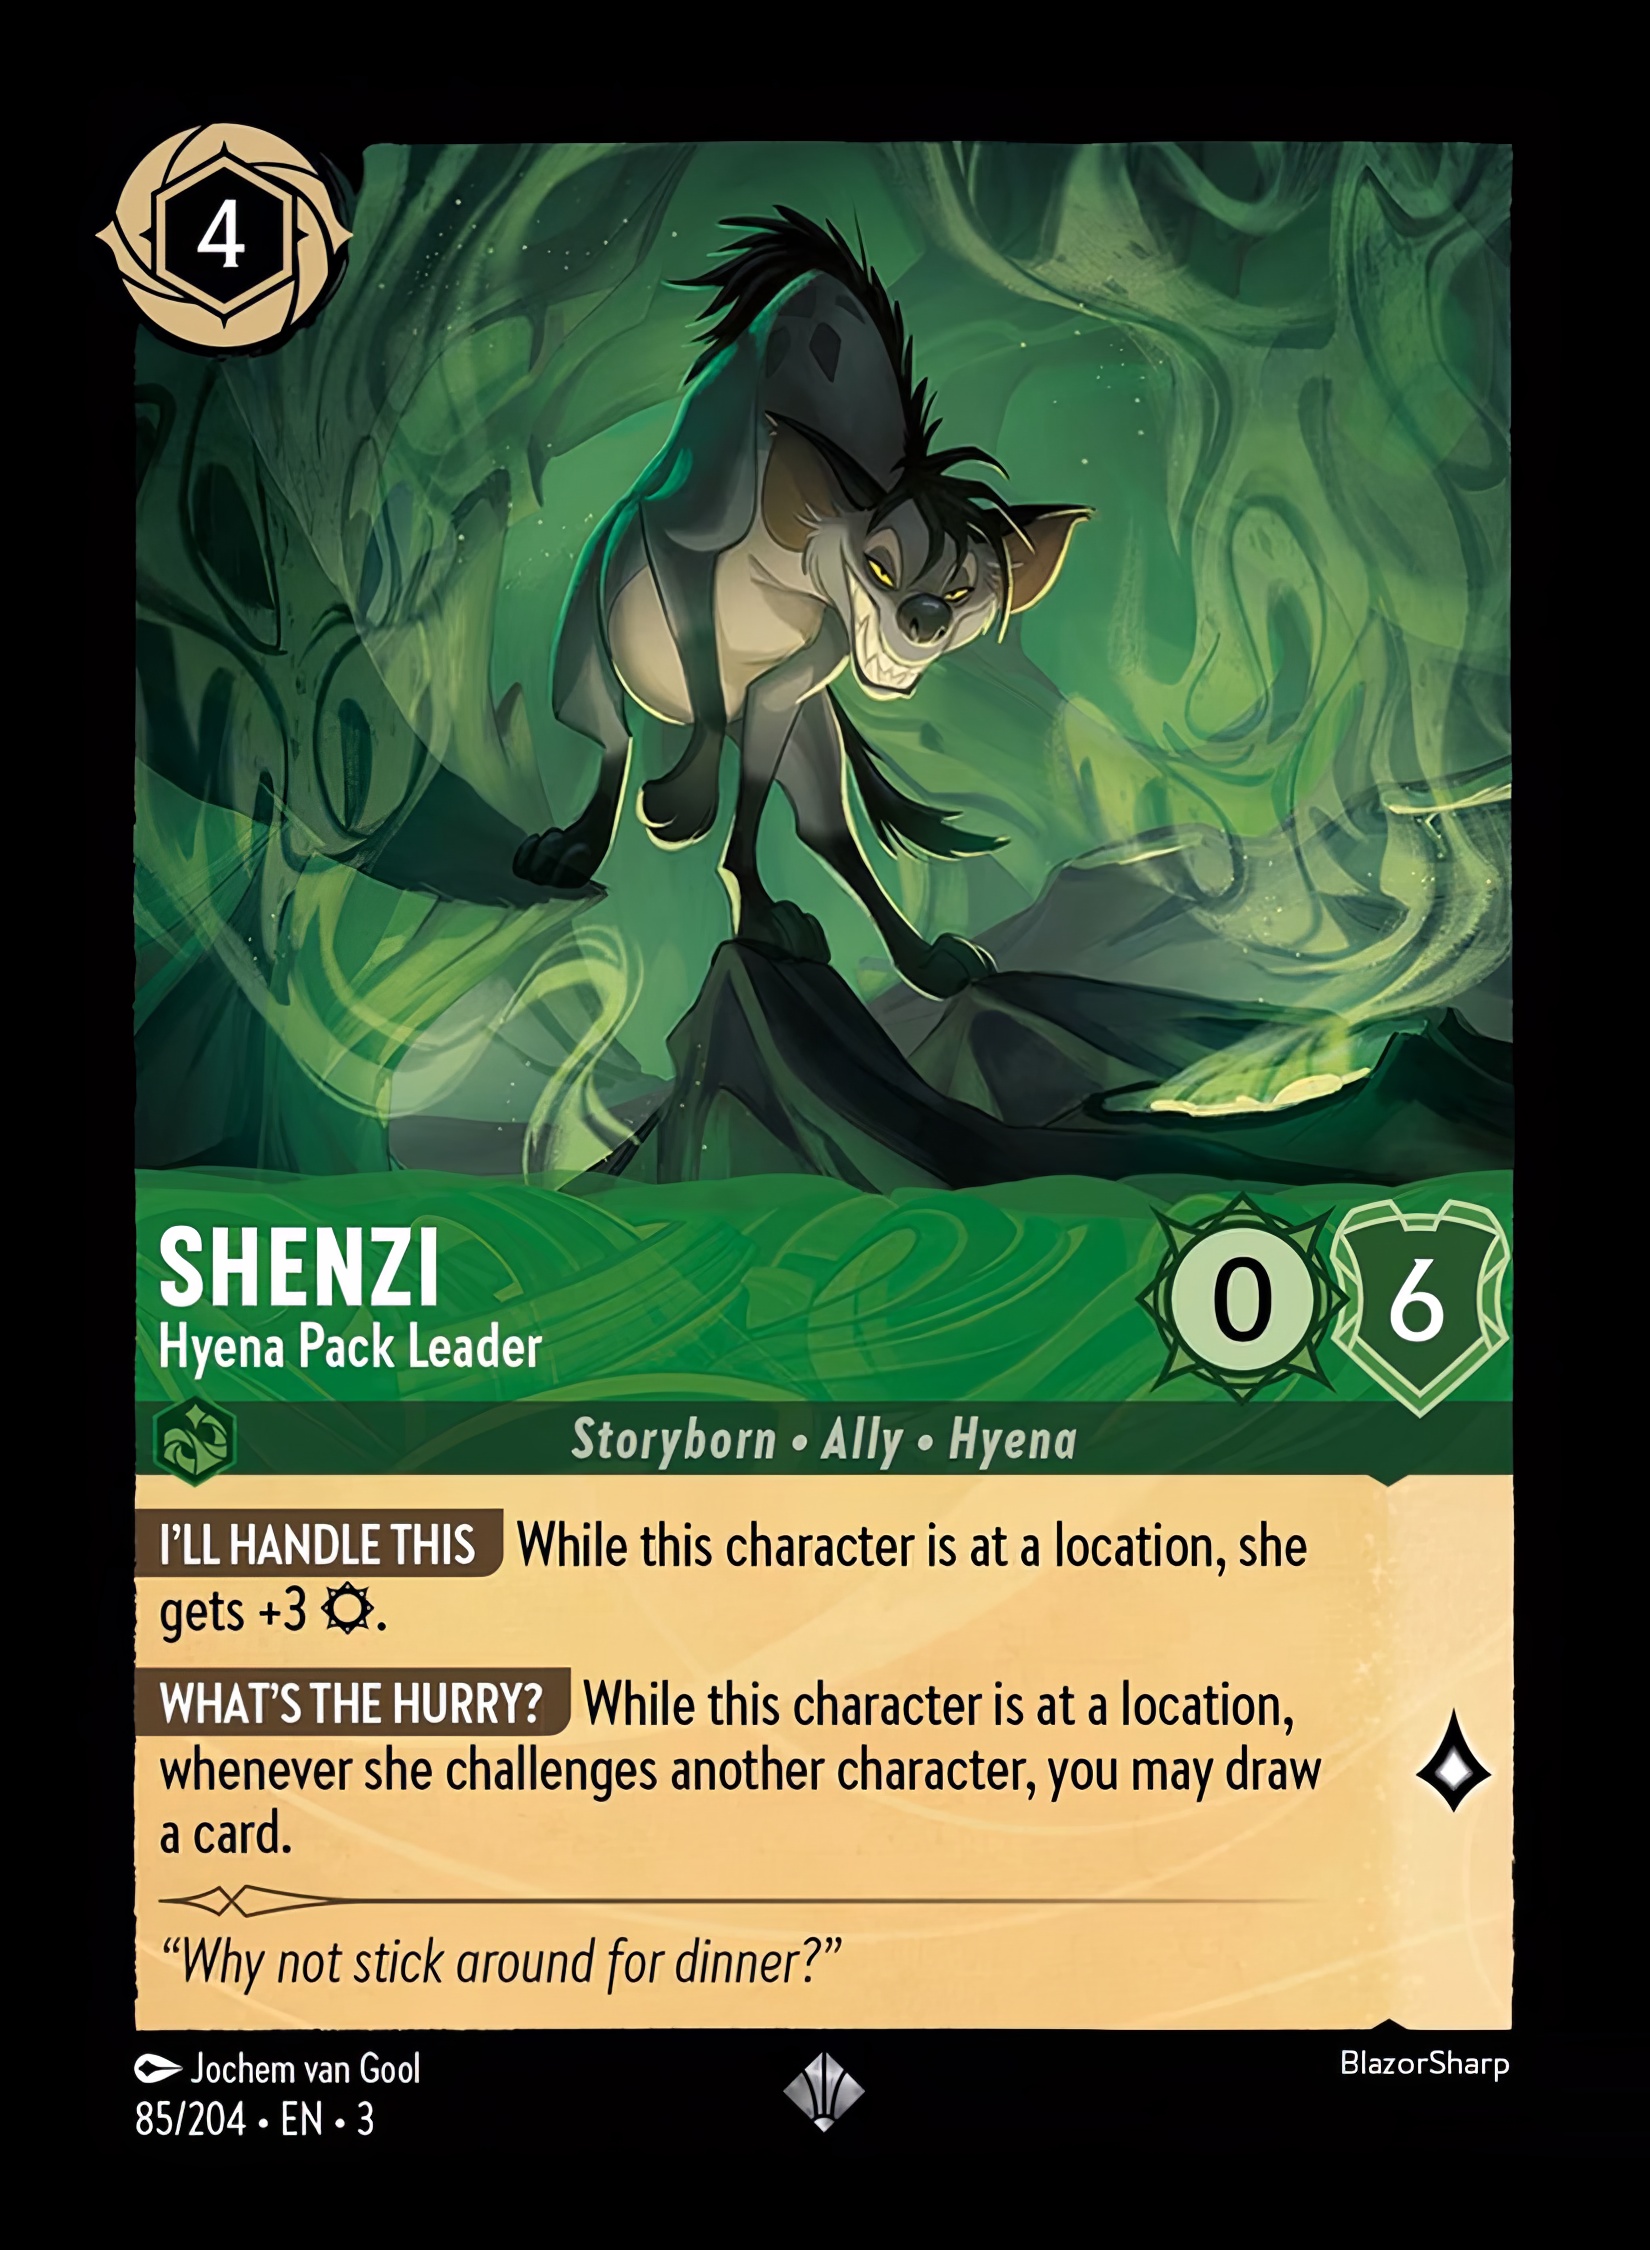 4
SHENZI
Hyena Pack Leader
0
6
Storyborn • Ally • Hyena
I'LL HANDLE THIS While this character is at a location, she
gets +3 .
WHAT'S THE HURRY? While this character is at a location,
whenever she challenges another character, you may draw
a card.
“Why not stick around for dinner?”
Jochem van Gool
BlazorSharp
85/204 • EN • 3